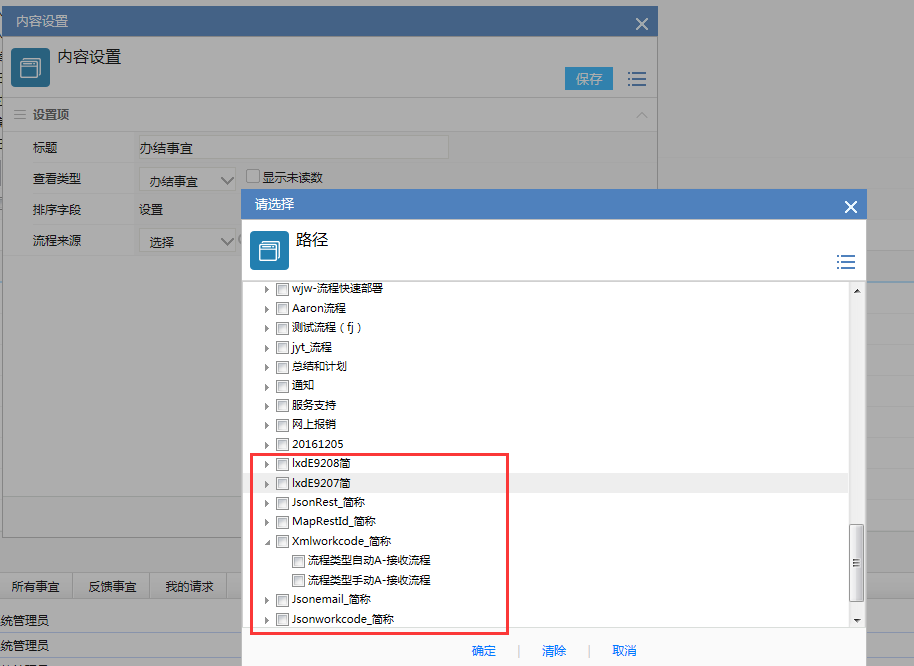 内容设置
内容设置
保存
设置项
标题
办结事宜
查看类型
办结事宜
显示未读数
排序字段
设置
流程来源
选择
请选择
路径
wjw-流程快速部署
Aaron流程
测试流程（fj）
jyt_流程
总结和计划
通知
服务支持
网上报销
20161205
lxdE9208简
lxdE9207简
JsonRest_简称
MapRestId_简称
Xmlworkcode_简称
流程类型自动A-接收流程
流程类型手动A-接收流程
Jsonemail_简称
Jsonworkcode_简称
确定
清除
取消
所有事宜
反馈事宜
我的请求
统管理员
统管理员